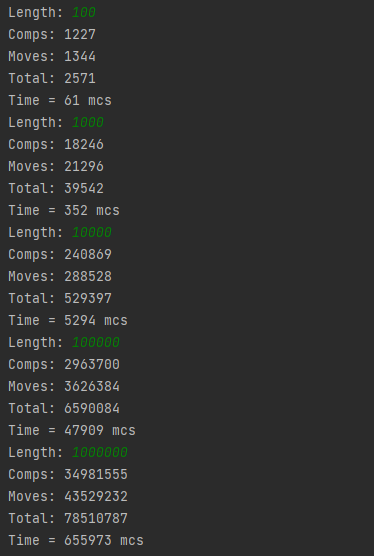 Length: 100
Comps: 1227
Moves: 1344
Total: 2571
Time = 61 mcs
Length: 1000
Comps: 18246
Moves: 21296
Total: 39542
Time = 352 mcs
Length: 10000
Comps: 240869
Moves: 288528
Total: 529397
Time = 5294 mcs
Length: 100000
Comps: 2963700
Moves: 3626384
Total: 6590084
Time = 47909 mcs
Length: 1000000
Comps: 34981555
Moves: 43529232
Total: 78510787
Time = 655973 mcs